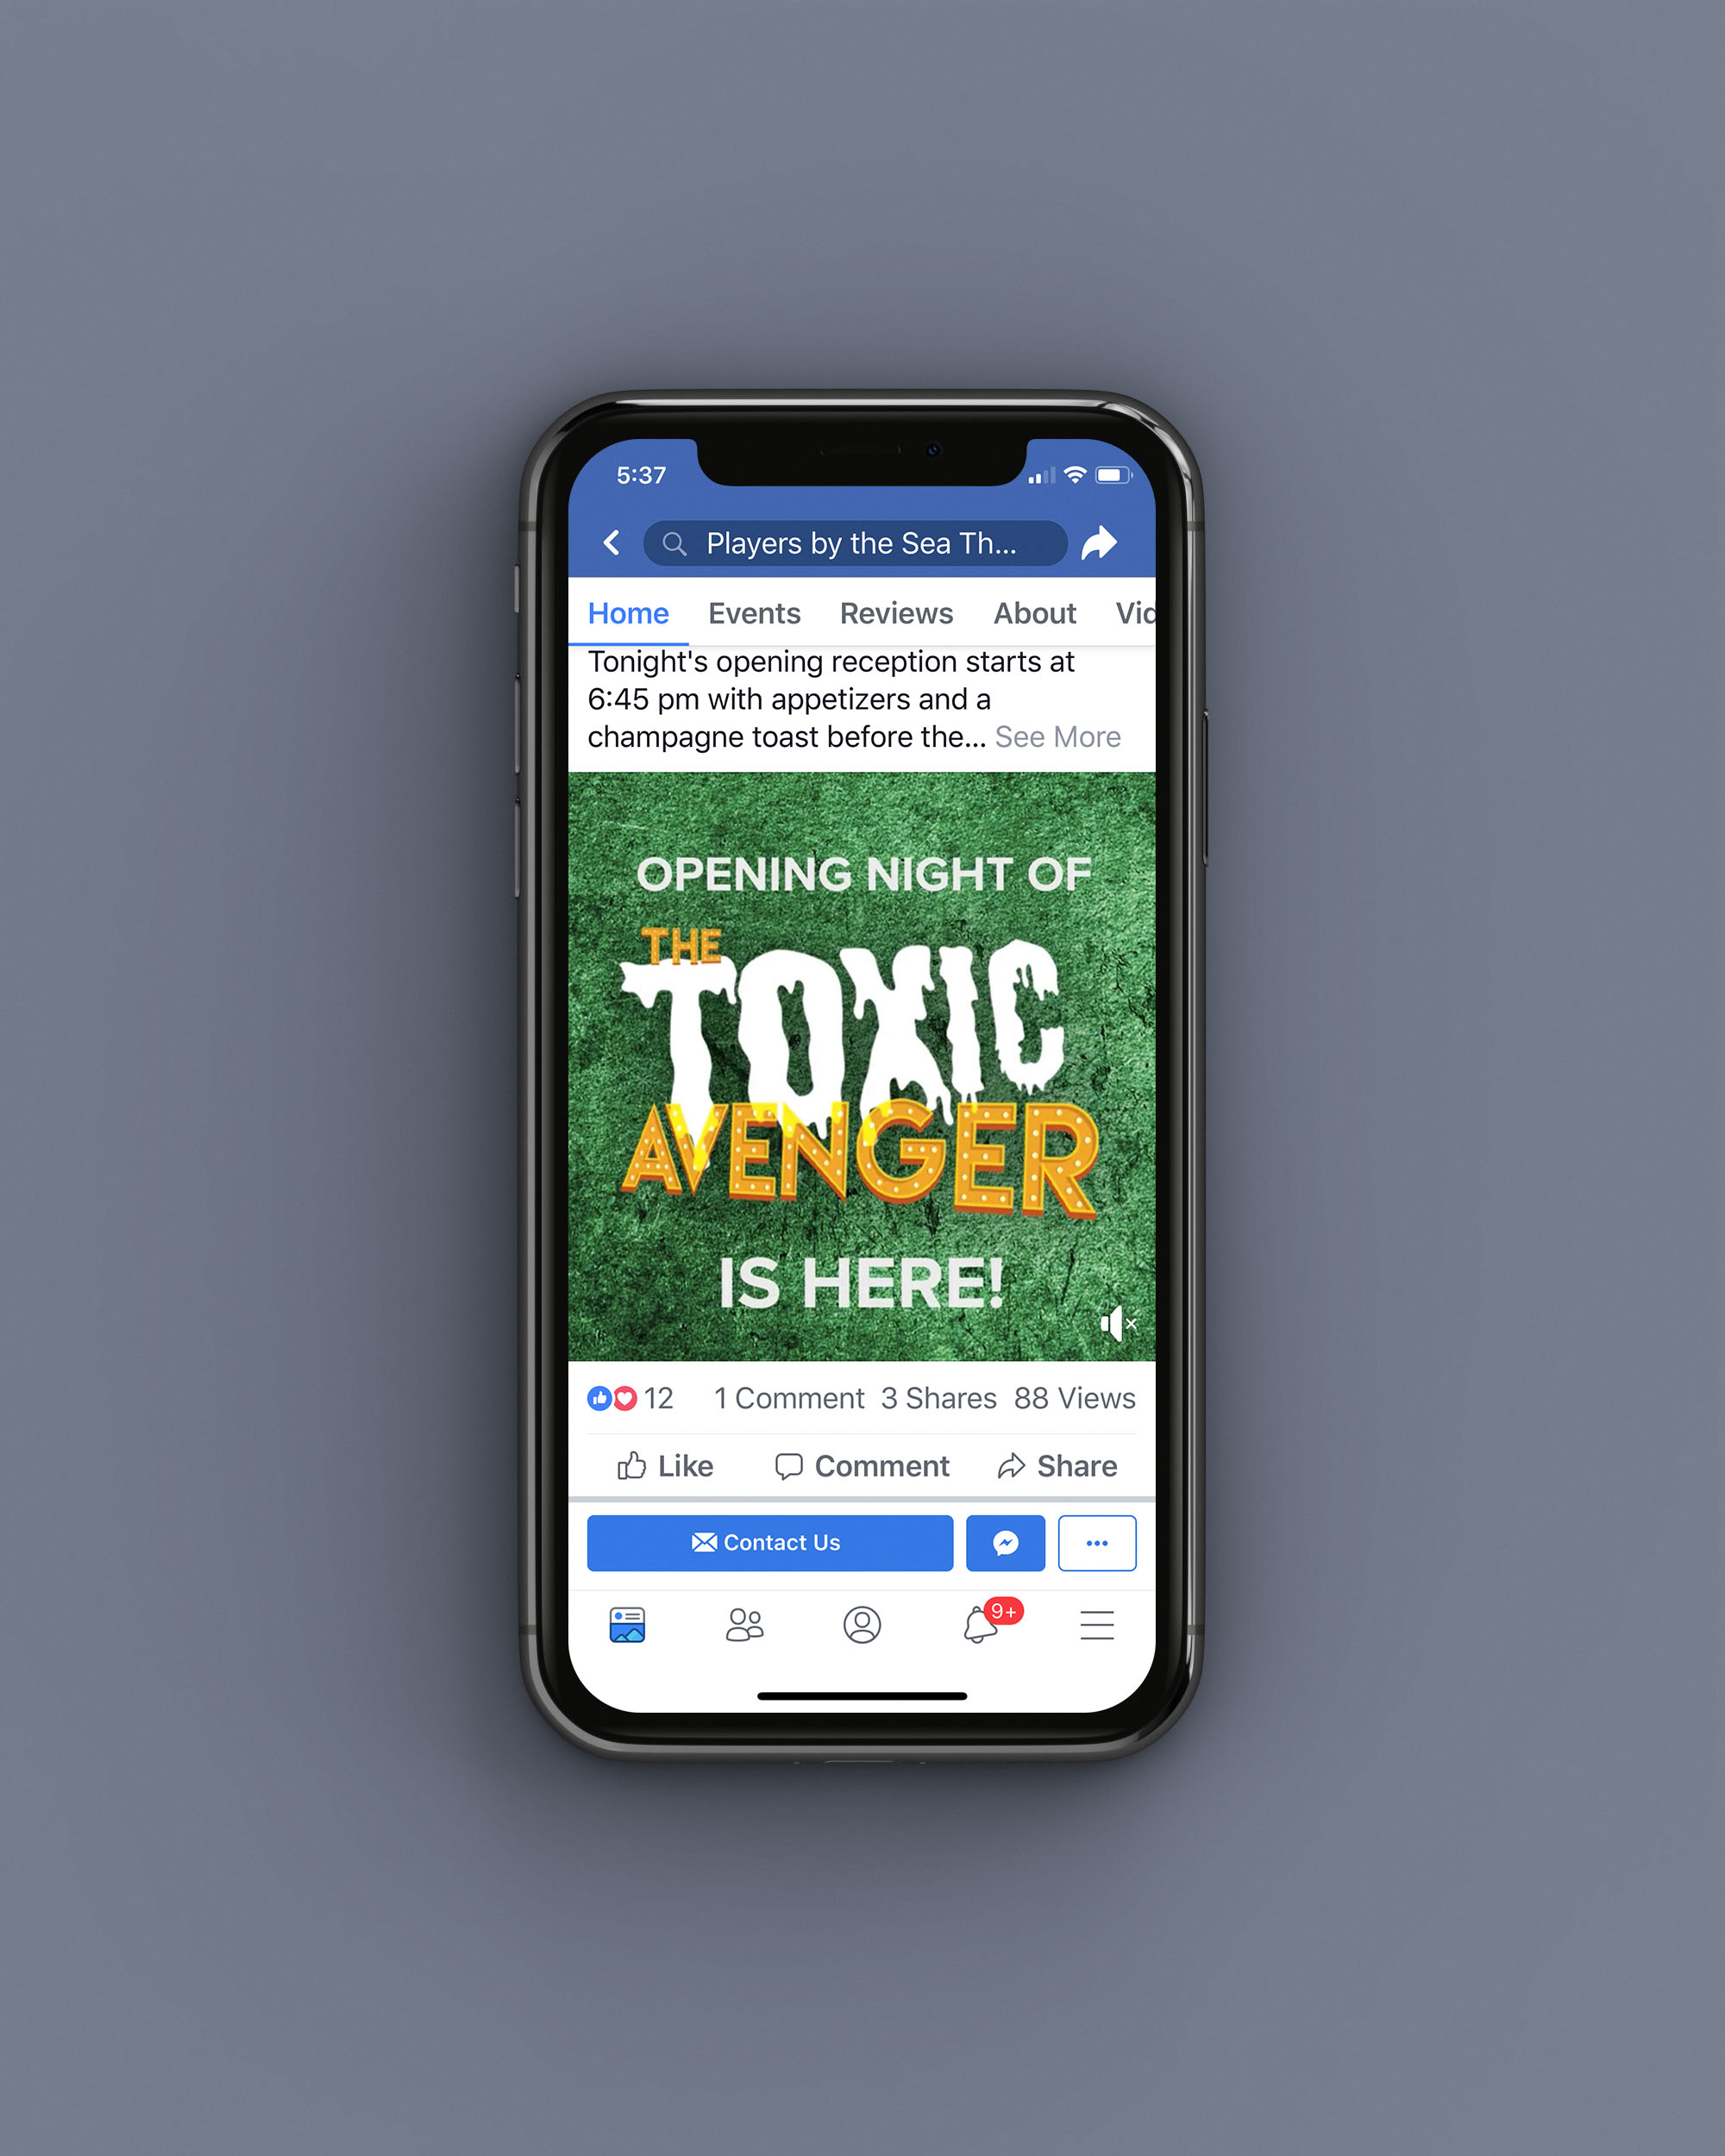 5:37
Players by the Sea Th...
Home Events Reviews About Vid
Tonight's opening reception starts at
6:45 pm with appetizers and a
champagne toast before the... See More
OPENING NIGHT OF
THE
TOXIC
AVENGER
IS HERE!
12 1 Comment 3 Shares 88 Views
Like Comment Share
Contact Us
9+